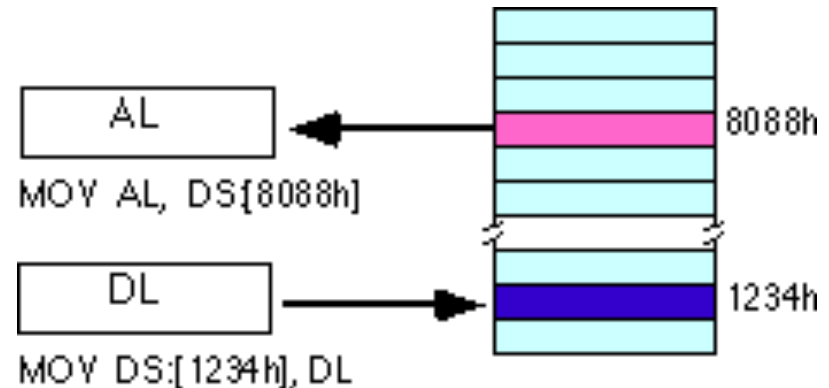 AL
8088h
MOV AL, DS:[8088h]
DL
1234h
MOV DS:[1234h], DL